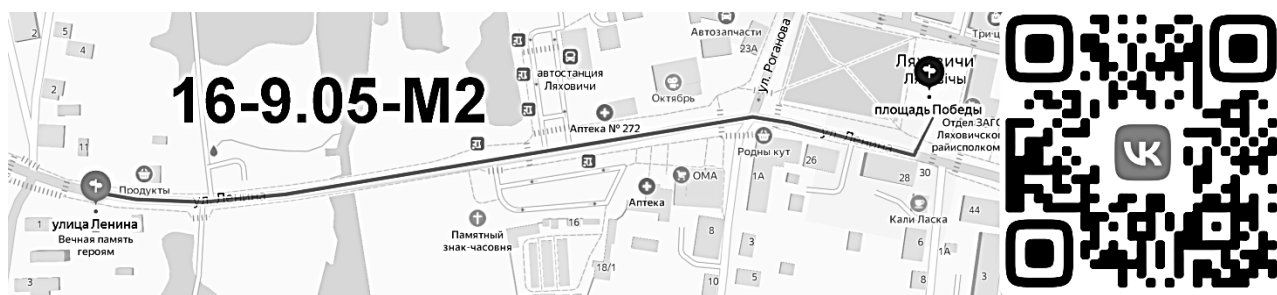 2
5
4
2
11
16-9.05-М2
автостанция
Ляховичи
Автозапчасти
23А
Октябрь
ул. Роганова
Аптека № 272
Ляховичи
площадь Победы
Отдел ЗАГС
Ляховичского
райисполком
ул. Ленина
Родны кут
26
28
30
1А
Кали Ласка
44
6
1А
3
Продукты
ул. Ленина
1
улица Ленина
Вечная память
героям
3
Памятный
знак-часовня
16
18/1
Аптека
ОМА
8
10
3
5